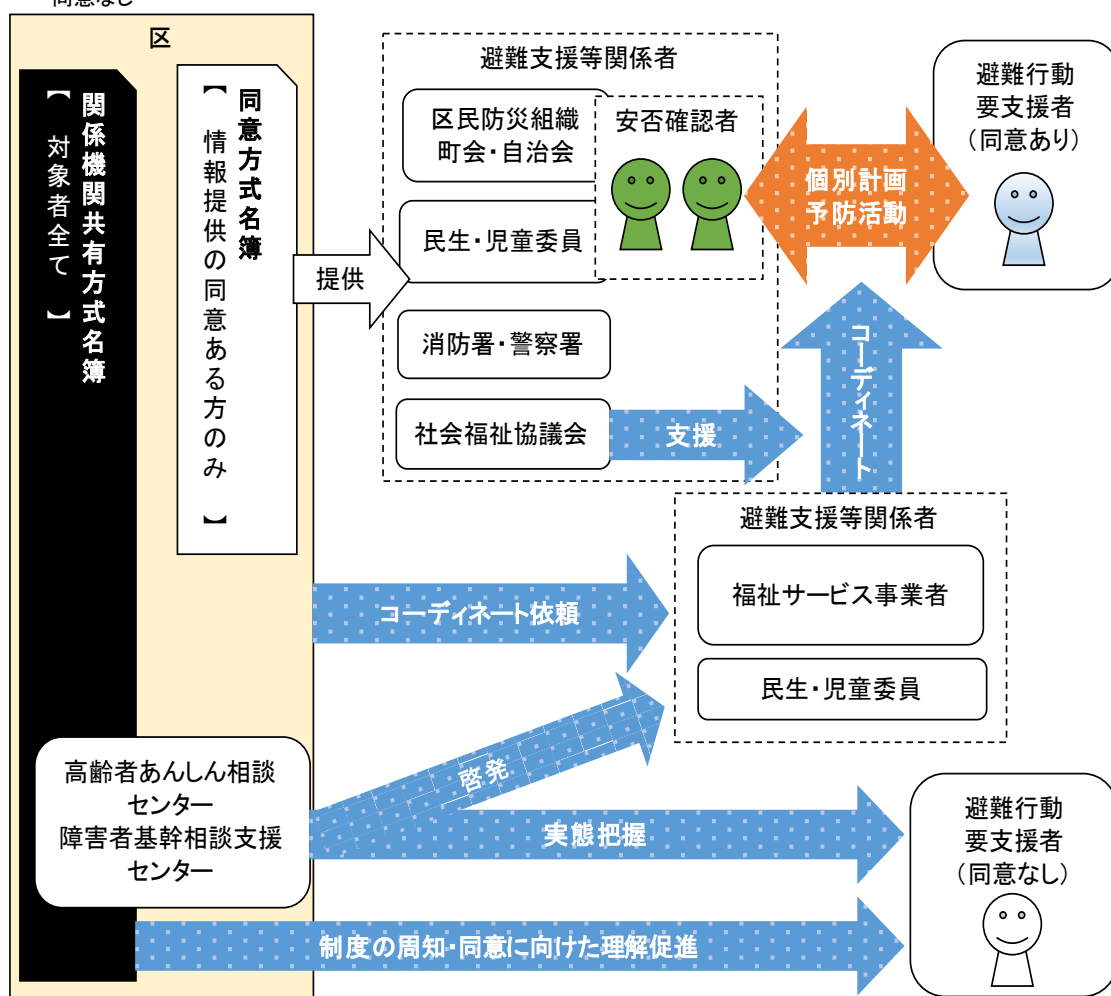 同意なし
区
【 関係機関共有方式名簿
対象者全て 】
同意方式名簿
【 情報提供の同意ある方のみ 】
提供
避難支援等関係者
区民防災組織
町会・自治会
民生・児童委員
消防署・警察署
社会福祉協議会
安否確認者
個別計画
予防活動
避難行動
要支援者
（同意あり）
支援
コーディネート
避難支援等関係者
福祉サービス事業者
民生・児童委員
コーディネート依頼
啓発
高齢者あんしん相談
センター
障害者基幹相談支援
センター
実態把握
制度の周知・同意に向けた理解促進
避難行動
要支援者
（同意なし）